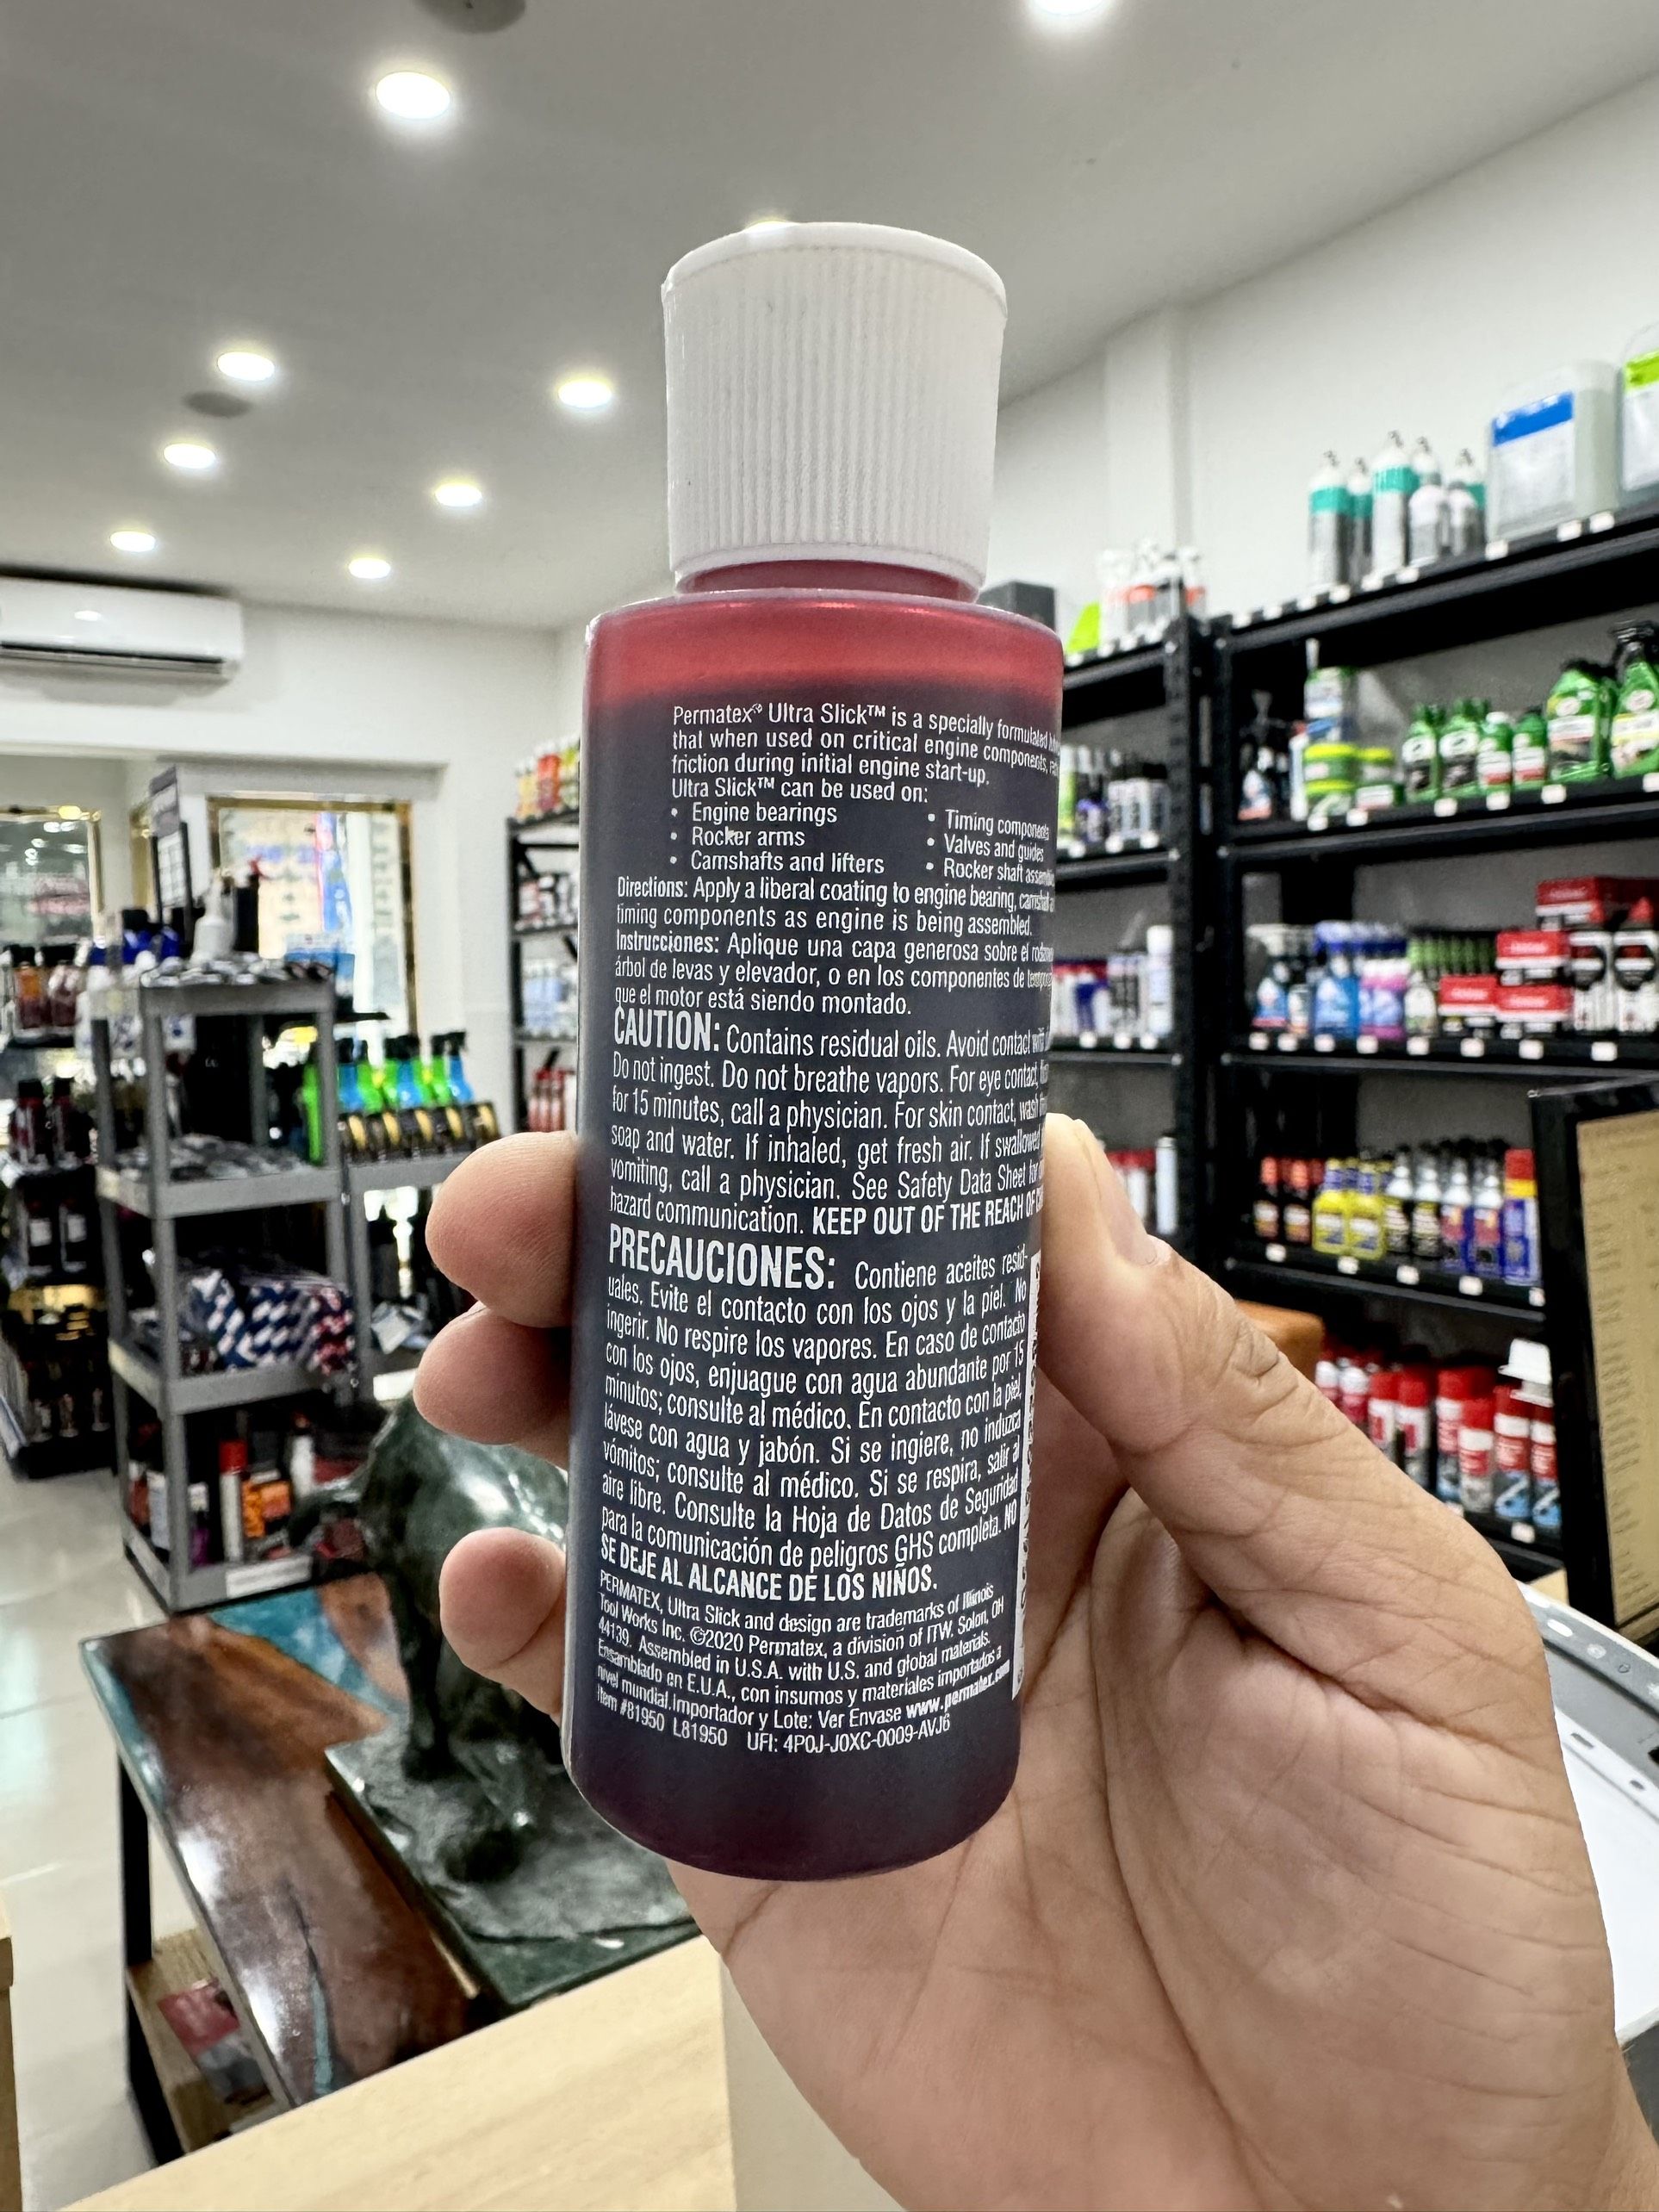 Permatex® Ultra Slick™ is a specially formulated
that when used on critical engine components,
friction during initial engine start-up.
Ultra Slick™ can be used on:
• Engine bearings
• Rocker arms
• Camshafts and lifters
• Timing components
• Valves and guides
• Rocker shaft
Directions: Apply a liberal coating to engine bearing,
timing components as engine is being assembled.
Instrucciones: Aplique una capa generosa sobre el
árbol de levas y elevador, o en los componentes de
que el motor está siendo montado.
CAUTION: Contains residual oils. Avoid contact
Do not ingest. Do not breathe vapors. For eye contact,
for 15 minutes, call a physician. For skin contact, wash
soap and water. If inhaled, get fresh air. If swallowed
vomiting, call a physician. See Safety Data Sheet for
hazard communication. KEEP OUT OF THE REACH OF
PRECAUCIONES: Contiene aceites resid-
uales. Evite el contacto con los ojos y la piel. No
ingerir. No respire los vapores. En caso de contacto
con los ojos, enjuague con agua abundante por 15
minutos; consulte al médico. En contacto con la piel,
lávese con agua y jabón. Si se ingiere, no induzca
vómitos; consulte al médico. Si se respira, salir al
aire libre. Consulte la Hoja de Datos de Seguridad
para la comunicación de peligros GHS completa. NO
SE DEJE AL ALCANCE DE LOS NIÑOS.
PERMATEX, Ultra Slick and design are trademarks of Illinois
Tool Works Inc. ©2020 Permatex, a division of ITW. Solon, OH
44139. Assembled in U.S.A. with U.S. and global materials.
Ensamblado en E.U.A., con insumos y materiales importados a
nivel mundial. Importador y Lote: Ver Envase www.permatex.com
Item #81950 L81950 UFI: 4P0J-J0XC-0009-AVJ6